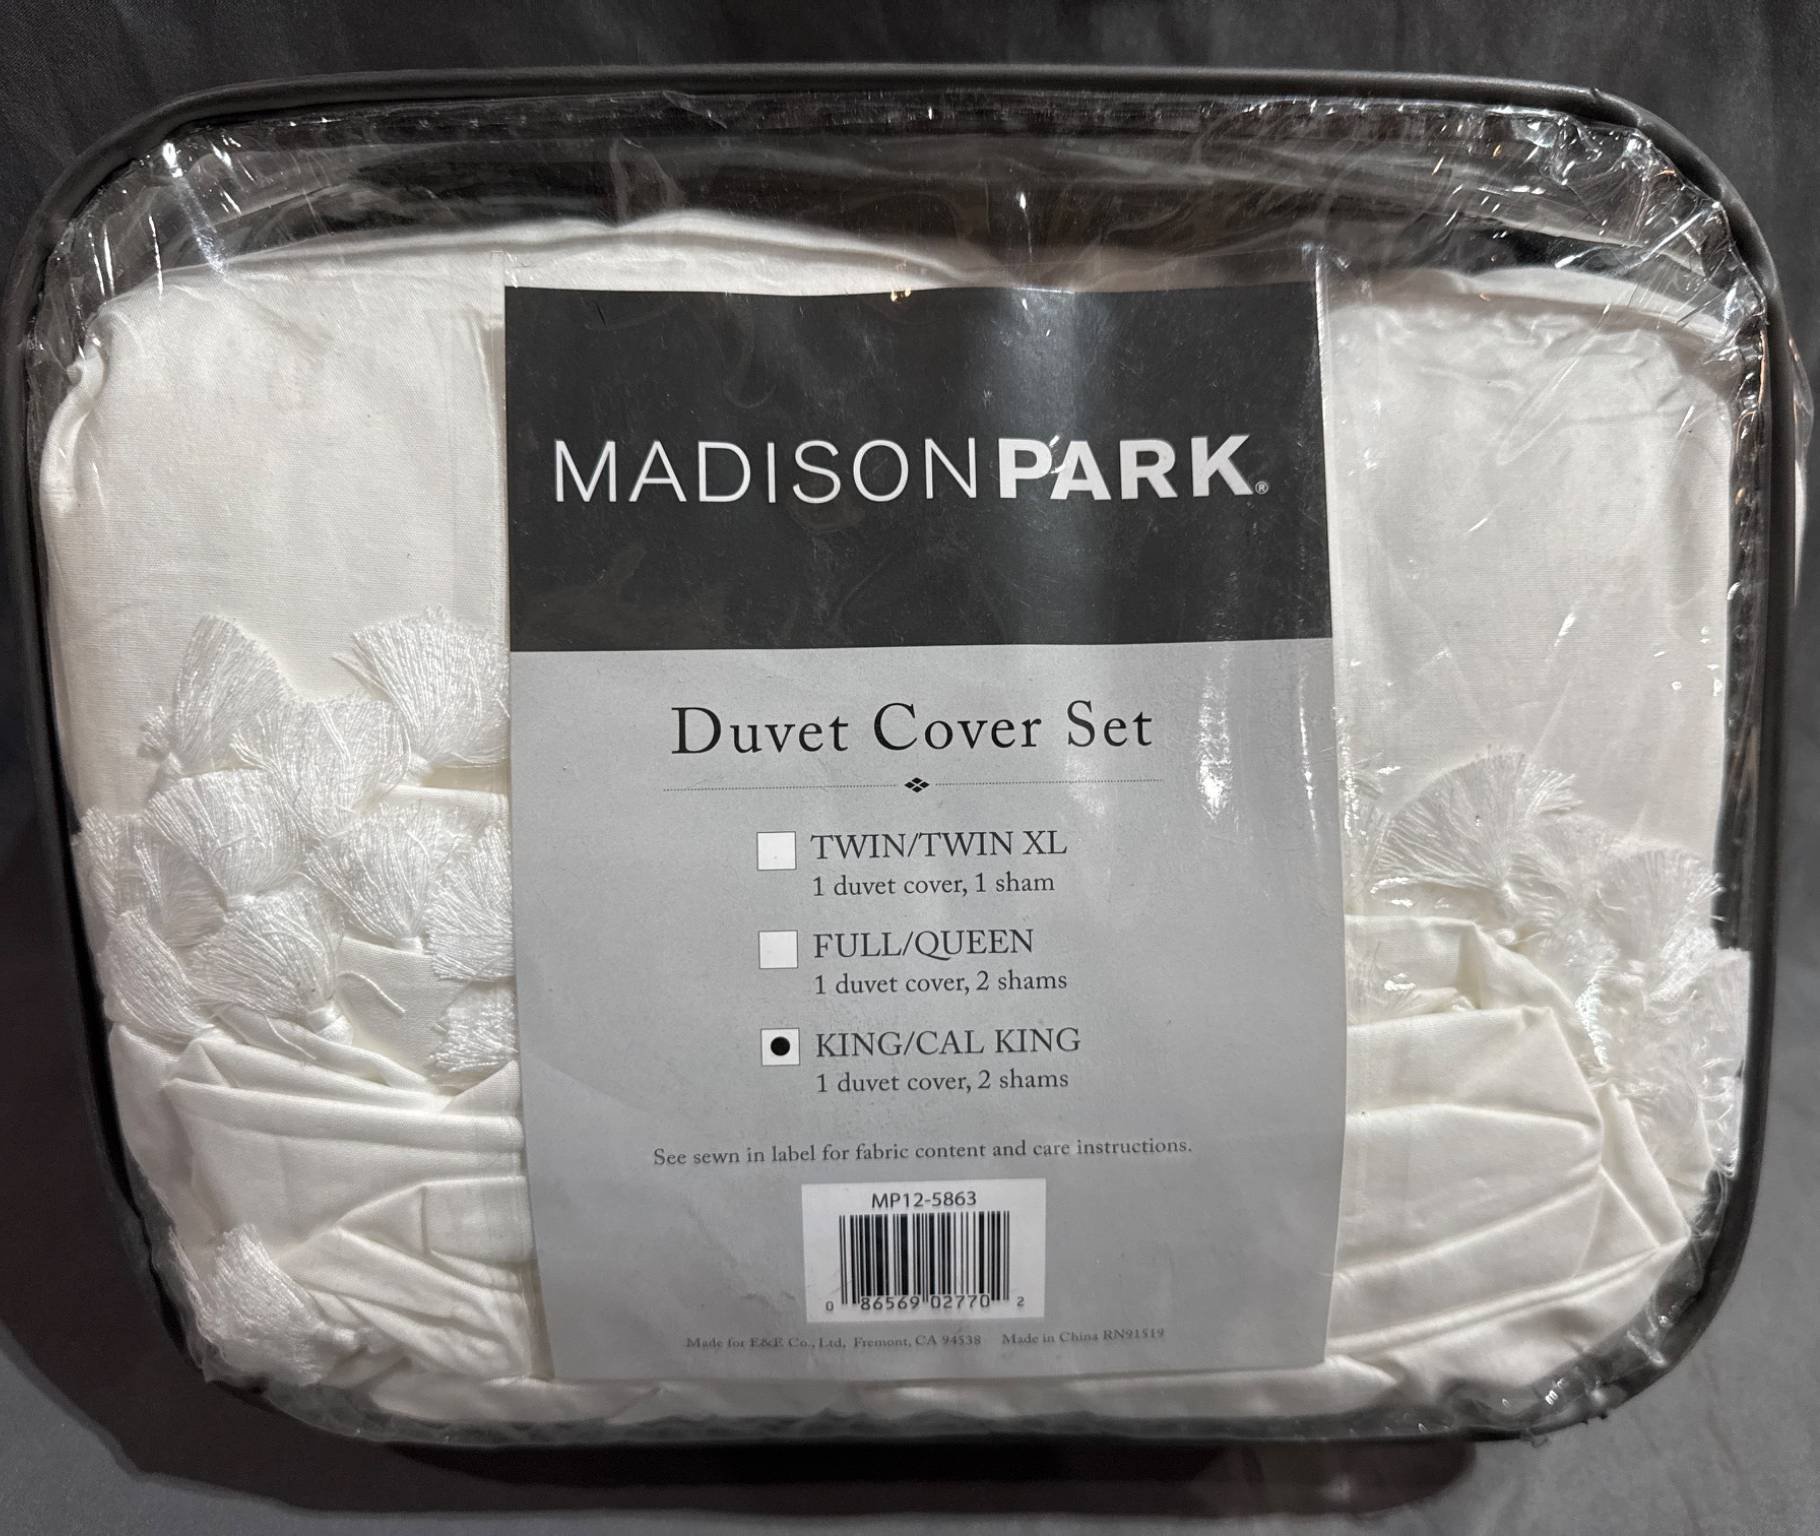 MADISONPARK®
Duvet Cover Set
TWIN/TWIN XL
1 duvet cover, 1 sham
FULL/QUEEN
1 duvet cover, 2 shams
KING/CAL KING
1 duvet cover, 2 shams
See sewn in label for fabric content and care instructions.
MP12-5863
0 86569 02770 2
Made for E&E Co., Ltd, Fremont, CA 94538 Made in China RN91519